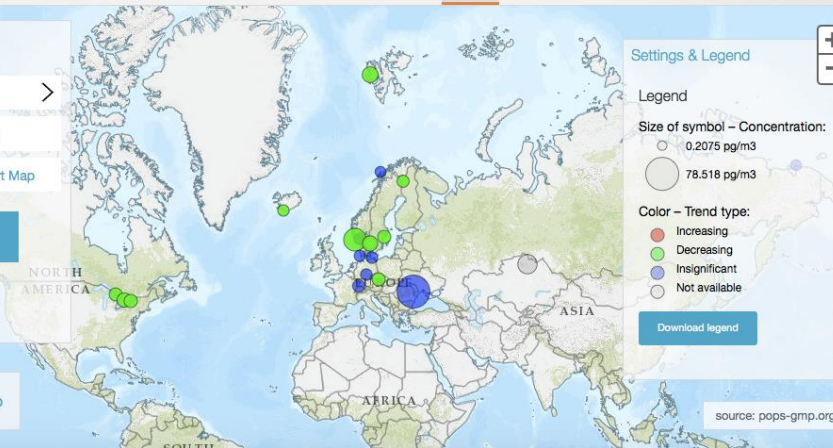 Settings & Legend
Legend
Size of symbol – Concentration:
0.2075 pg/m3
78.518 pg/m3
t Map
Color – Trend type:
Increasing
Decreasing
Insignificant
Not available
NORTH
AMERICA
EUROPE
ASIA
Download legend
AFRICA
source: pops-gmp.org
SOUTH